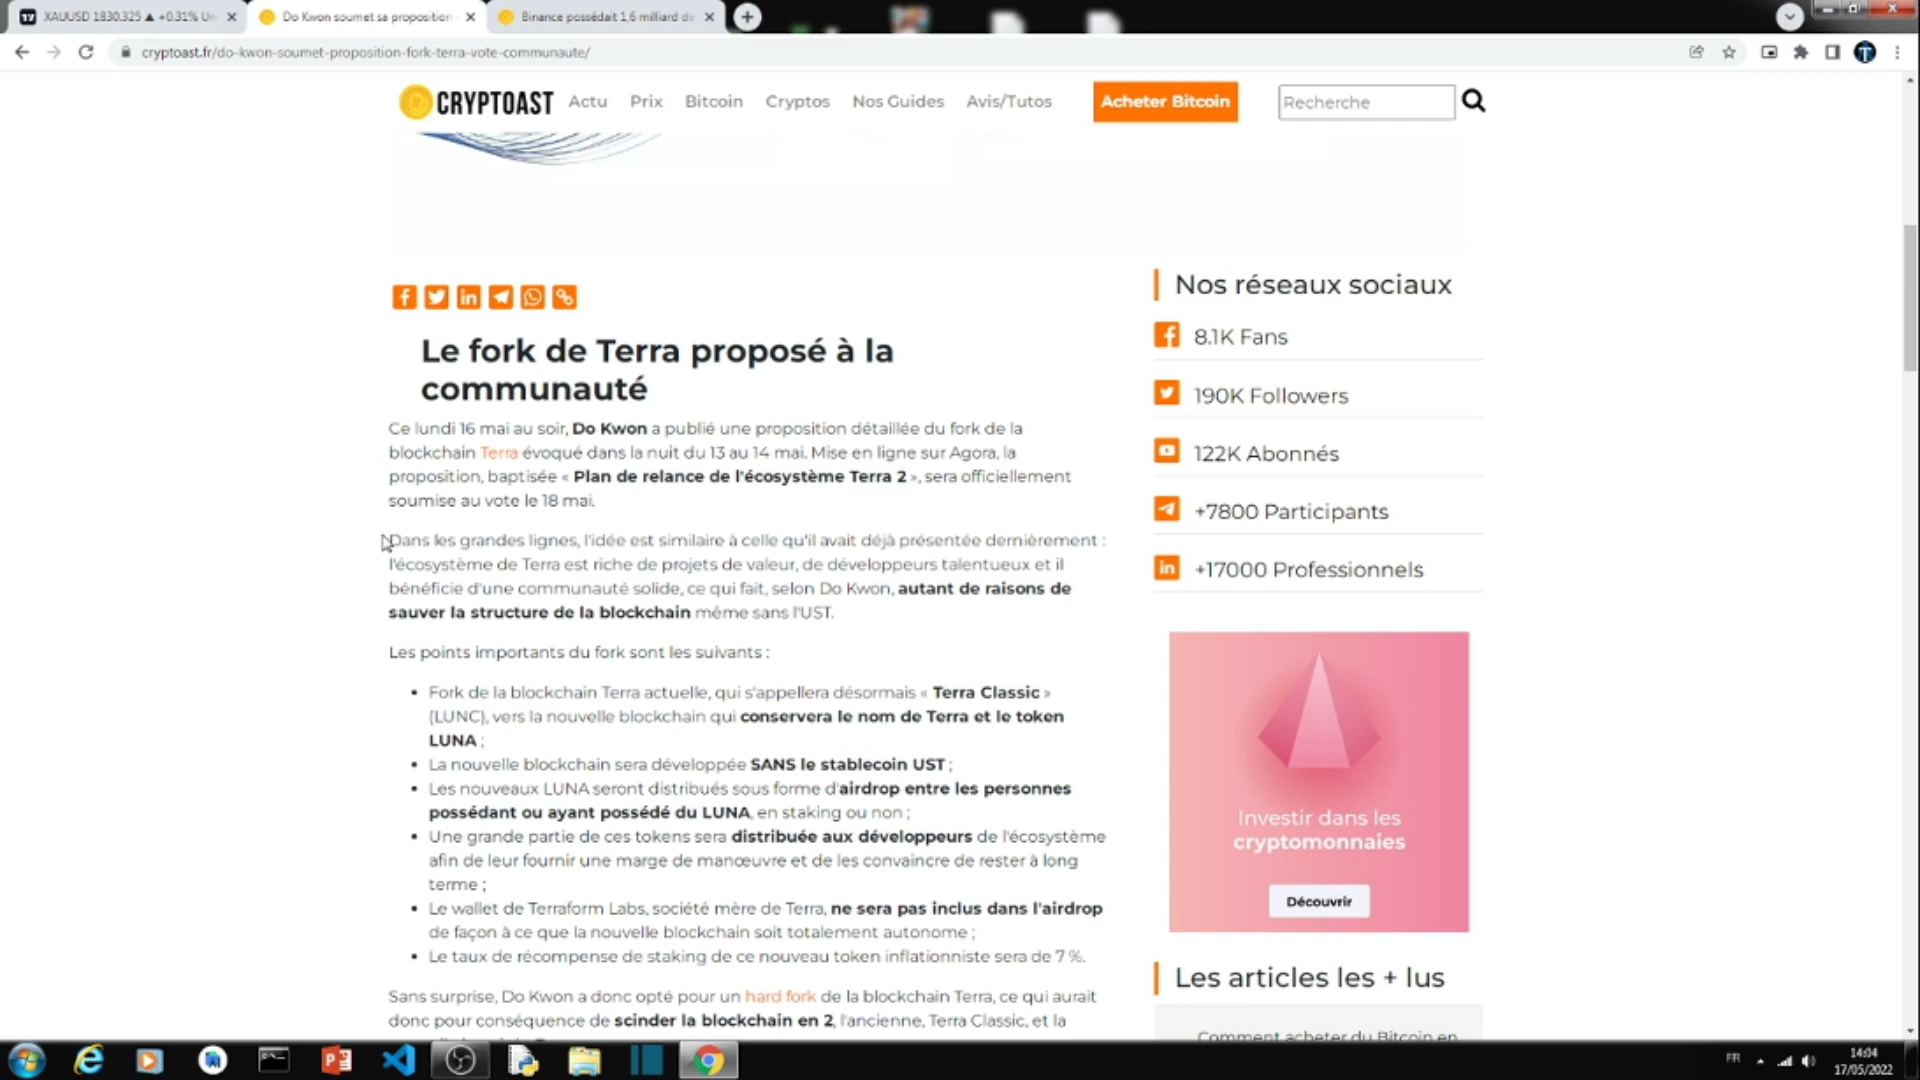 XAUUSD 1830.325 ▲ +0.31%
Do Kwon soumet sa proposition
Binance possédait 1,6 milliard de
cryptoast.fr/do-kwon-soumet-proposition-fork-terra-vote-communaute/
CRYPTOAST Actu Prix Bitcoin Cryptos Nos Guides Avis/Tutos Acheter Bitcoin Recherche
Le fork de Terra proposé à la
communauté
Ce lundi 16 mai au soir, Do Kwon a publié une proposition détaillée du fork de la
blockchain Terra évoqué dans la nuit du 13 au 14 mai. Mise en ligne sur Agora, la
proposition, baptisée « Plan de relance de l'écosystème Terra 2 », sera officiellement
soumise au vote le 18 mai.
Dans les grandes lignes, l'idée est similaire à celle qu'il avait déjà présentée dernièrement :
l'écosystème de Terra est riche de projets de valeur, de développeurs talentueux et il
bénéficie d'une communauté solide, ce qui fait, selon Do Kwon, autant de raisons de
sauver la structure de la blockchain même sans l'UST.
Les points importants du fork sont les suivants :
• Fork de la blockchain Terra actuelle, qui s'appellera désormais « Terra Classic »
(LUNC), vers la nouvelle blockchain qui conservera le nom de Terra et le token
LUNA ;
• La nouvelle blockchain sera développée SANS le stablecoin UST ;
• Les nouveaux LUNA seront distribués sous forme d'airdrop entre les personnes
possédant ou ayant possédé du LUNA, en staking ou non ;
• Une grande partie de ces tokens sera distribuée aux développeurs de l'écosystème
afin de leur fournir une marge de manœuvre et de les convaincre de rester à long
terme ;
• Le wallet de Terraform Labs, société mère de Terra, ne sera pas inclus dans l'airdrop
de façon à ce que la nouvelle blockchain soit totalement autonome ;
• Le taux de récompense de staking de ce nouveau token inflationniste sera de 7 %.
Sans surprise, Do Kwon a donc opté pour un hard fork de la blockchain Terra, ce qui aurait
donc pour conséquence de scinder la blockchain en 2, l'ancienne, Terra Classic, et la
Nos réseaux sociaux
8.1K Fans
190K Followers
122K Abonnés
+7800 Participants
+17000 Professionnels
Investir dans les
cryptomonnaies
Découvrir
Les articles les + lus
Comment acheter du Bitcoin en
FR
14:04
17/05/2022